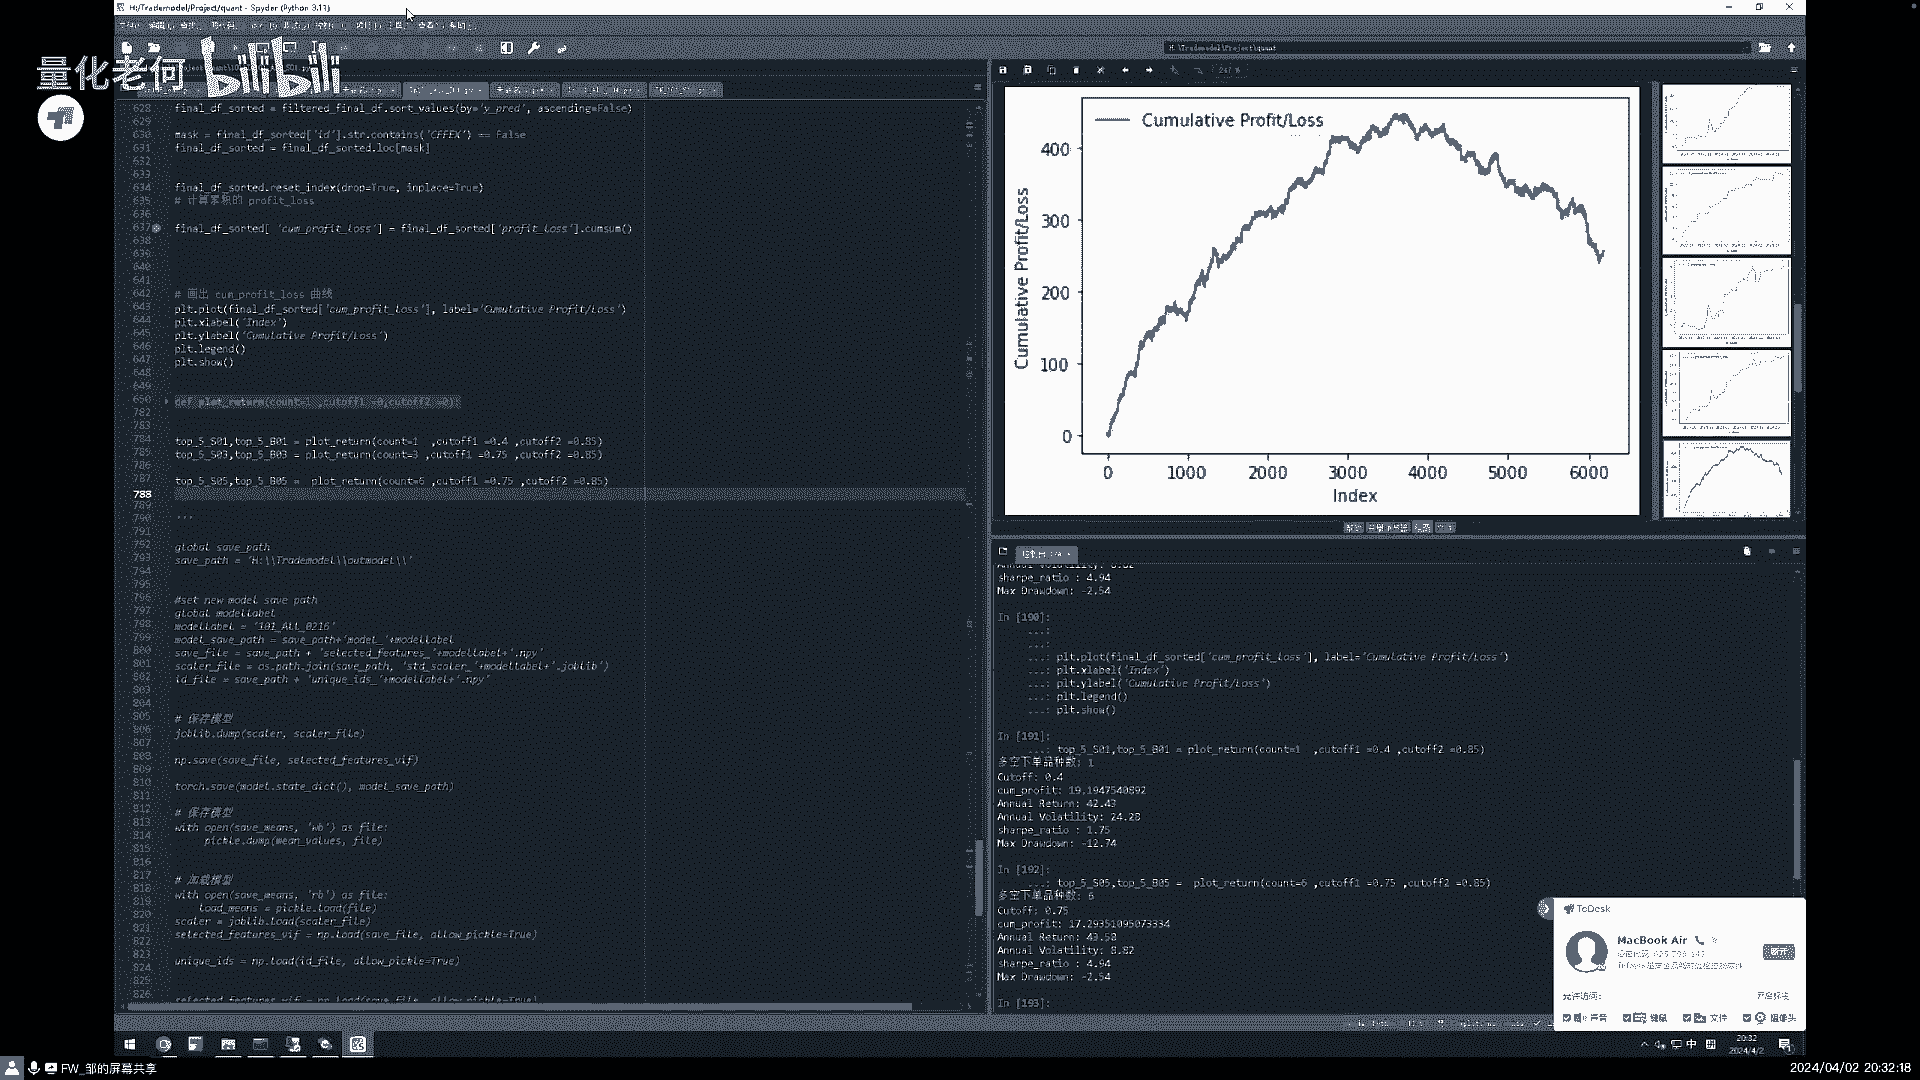 H:/Trademodel/Project/quant - Spyder (Python 3.11)
量化老何 bilibili
H:\Trademodel\Project\quant
628 final_df_sorted = filtered_final_df.sort_values(by='y_pred', ascending=False)
629
630 mask = final_df_sorted['id'].str.contains('CFFEX') == False
631 final_df_sorted = final_df_sorted.loc[mask]
632
633
634 final_df_sorted.reset_index(drop=True, inplace=True)
635 # 计算累积的 profit_loss
636
637 final_df_sorted[ 'cum_profit_loss'] = final_df_sorted['profit_loss'].cumsum()
638
639
640
641
642 # 画出 cum_profit_loss 曲线
643 plt.plot(final_df_sorted['cum_profit_loss'], label='Cumulative Profit/Loss')
644 plt.xlabel('Index')
645 plt.ylabel('Cumulative Profit/Loss')
646 plt.legend()
647 plt.show()
648
649
650 def plot_return(count=1 ,cutoff1 =0,cutoff2 =0):
782
783
784 top_5_S01,top_5_B01 = plot_return(count=1 ,cutoff1 =0.4 ,cutoff2 =0.85)
785 top_5_S03,top_5_B03 = plot_return(count=3 ,cutoff1 =0.75 ,cutoff2 =0.85)
786
787 top_5_S05,top_5_B05 = plot_return(count=6 ,cutoff1 =0.75 ,cutoff2 =0.85)
788
789
790 '''
791
792 global save_path
793 save_path = 'H:\\Trademodel\\outmodel\\'
794
795
796 #set new model save path
797 global modellabel
798 modellabel = '101_All_0216'
799 model_save_path = save_path+'model_'+modellabel
800 save_file = save_path + 'selected_features_'+modellabel+'.npy'
801 scaler_file = os.path.join(save_path, 'std_scaler_'+modellabel+'.joblib')
802 id_file = save_path + 'unique_ids_'+modellabel+'.npy'
803
804
805 # 保存模型
806 joblib.dump(scaler, scaler_file)
807
808 np.save(save_file, selected_features_vif)
809
810 torch.save(model.state_dict(), model_save_path)
811
812 # 保存模型
813 with open(save_means, 'wb') as file:
814 pickle.dump(mean_values, file)
815
816
817 # 加载模型
818 with open(save_means, 'rb') as file:
819 load_means = pickle.load(file)
820 scaler = joblib.load(scaler_file)
821 selected_features_vif = np.load(save_file, allow_pickle=True)
822
823 unique_ids = np.load(id_file, allow_pickle=True)
824
825
826 selected_features_vif = np.load(save_file, allow_pickle=True)
Cumulative Profit/Loss
Cumulative Profit/Loss
400
300
200
100
0
0 1000 2000 3000 4000 5000 6000
Index
sharpe_ratio : 4.94
Max Drawdown: -2.54
In [190]:
...:
...:
...: plt.plot(final_df_sorted['cum_profit_loss'], label='Cumulative Profit/Loss')
...: plt.xlabel('Index')
...: plt.ylabel('Cumulative Profit/Loss')
...: plt.legend()
...: plt.show()
In [191]:
...: top_5_S01,top_5_B01 = plot_return(count=1 ,cutoff1 =0.4 ,cutoff2 =0.85)
多空下单品种数: 1
Cutoff: 0.4
cum_profit: 19.1947540892
Annual Return: 42.43
Annual Volatility: 24.28
sharpe_ratio : 1.75
Max Drawdown: -12.74
In [192]:
...: top_5_S05,top_5_B05 = plot_return(count=6 ,cutoff1 =0.75 ,cutoff2 =0.85)
多空下单品种数: 6
Cutoff: 0.75
cum_profit: 17.29351095073334
Annual Return: 43.58
Annual Volatility: 8.82
sharpe_ratio : 4.94
Max Drawdown: -2.54
In [193]:
ToDesk
MacBook Air
断开
允许访问:
声音 键鼠 文件 摄像头
中
20:32
2024/4/2
FW_邹的屏幕共享
2024/04/02 20:32:18